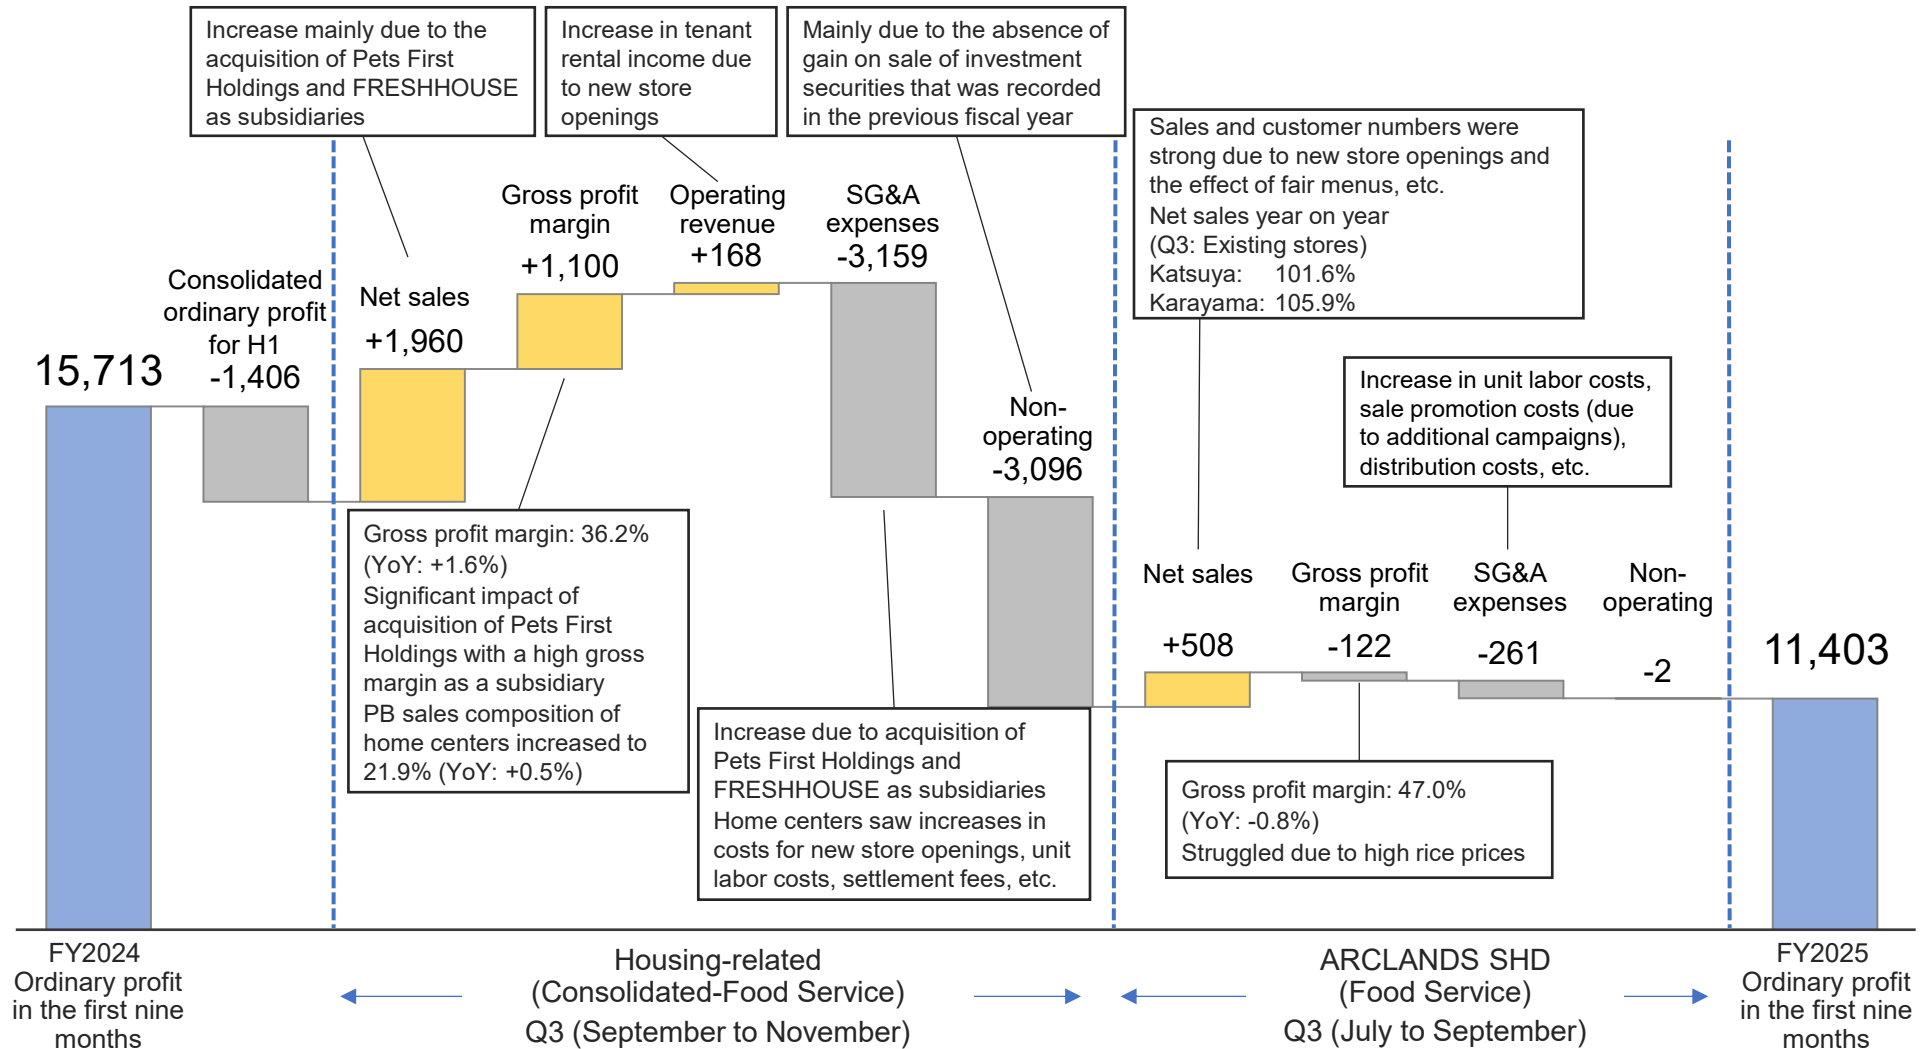 Increase mainly due to the
acquisition of Pets First
Holdings and FRESHHOUSE
as subsidiaries
Increase in tenant
rental income due
to new store
openings
Mainly due to the absence of
gain on sale of investment
securities that was recorded
in the previous fiscal year
Sales and customer numbers were
strong due to new store openings and
the effect of fair menus, etc.
Net sales year on year
(Q3: Existing stores)
Katsuya: 101.6%
Karayama: 105.9%
15,713
Consolidated
ordinary profit
for H1
-1,406
Net sales
+1,960
Gross profit
margin
+1,100
Operating
revenue
+168
SG&A
expenses
-3,159
Non-
operating
-3,096
Increase in unit labor costs,
sale promotion costs (due
to additional campaigns),
distribution costs, etc.
Gross profit margin: 36.2%
(YoY: +1.6%)
Significant impact of
acquisition of Pets First
Holdings with a high gross
margin as a subsidiary
PB sales composition of
home centers increased to
21.9% (YoY: +0.5%)
Increase due to acquisition of
Pets First Holdings and
FRESHHOUSE as subsidiaries
Home centers saw increases in
costs for new store openings, unit
labor costs, settlement fees, etc.
Net sales
+508
Gross profit
margin
-122
SG&A
expenses
-261
Non-
operating
-2
11,403
Gross profit margin: 47.0%
(YoY: -0.8%)
Struggled due to high rice prices
FY2024
Ordinary profit
in the first nine
months
Housing-related
(Consolidated-Food Service)
Q3 (September to November)
ARCLANDS SHD
(Food Service)
Q3 (July to September)
FY2025
Ordinary profit
in the first nine
months